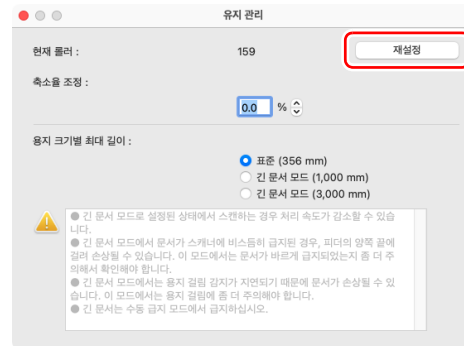 유지 관리
현재 롤러 : 159 재설정
축소율 조정 :
0.0 %
용지 크기별 최대 길이 :
표준 (356 mm)
긴 문서 모드 (1,000 mm)
긴 문서 모드 (3,000 mm)
● 긴 문서 모드로 설정된 상태에서 스캔하는 경우 처리 속도가 감소할 수 있습
니다.
● 긴 문서 모드에서 문서가 스캐너에 비스듬히 급지된 경우, 피더의 양쪽 끝에
걸려 손상될 수 있습니다. 이 모드에서는 문서가 바르게 급지되었는지 좀 더 주
의해서 확인해야 합니다.
● 긴 문서 모드에서는 용지 걸림 감지가 지연되기 때문에 문서가 손상될 수 있
습니다. 이 모드에서는 용지 걸림에 좀 더 주의해야 합니다.
● 긴 문서는 수동 급지 모드에서 급지하십시오.